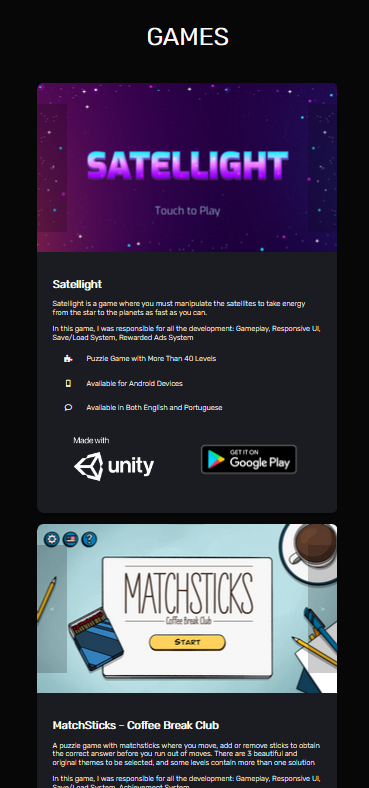 GAMES
SATELLIGHT
Touch to Play
Satellight
Satellight is a game where you must manipulate the satellites to take energy
from the star to the planets as fast as you can.
In this game, I was responsible for all the development: Gameplay, Responsive UI,
Save/Load System, Rewarded Ads System
Puzzle Game with More Than 40 Levels
Available for Android Devices
Available in Both English and Portuguese
Made with
unity
GET IT ON
Google Play
?
MATCHSTICKS
Coffee Break Club
START
MatchSticks - Coffee Break Club
A puzzle game with matchsticks where you move, add or remove sticks to obtain
the correct answer before you run out of moves. There are 3 beautiful and
original themes to be selected, and some levels contain more than one solution
In this game, I was responsible for all the development: Gameplay, Responsive UI,
Save/Load System, Achievement System